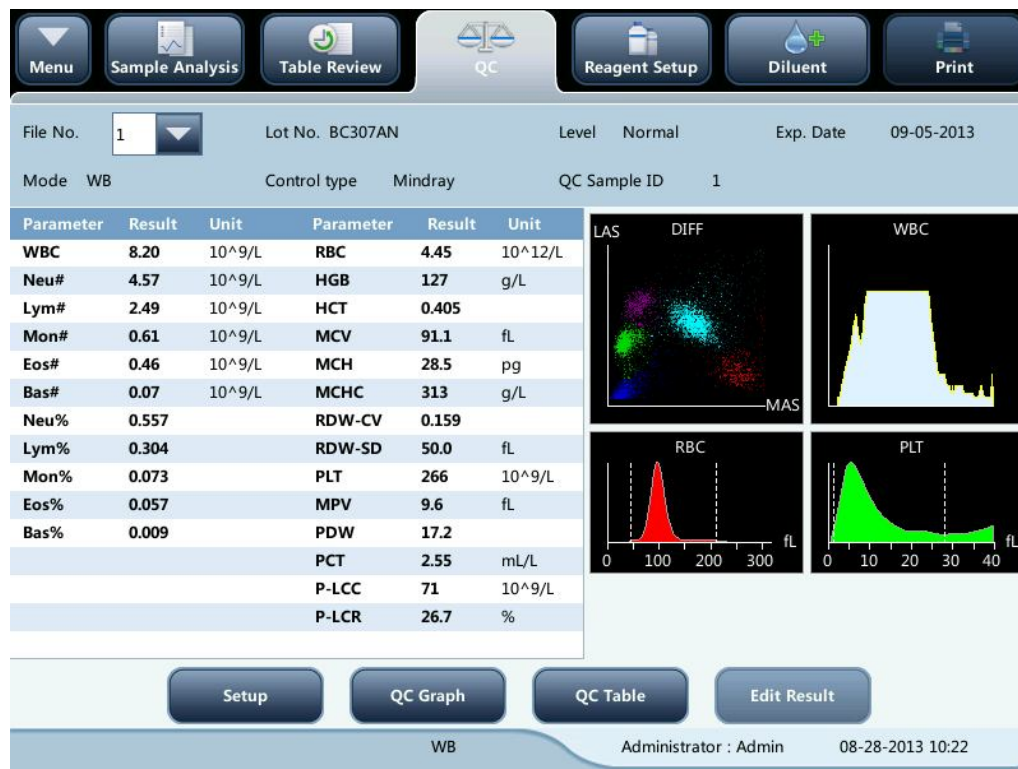 Menu Sample Analysis Table Review QC Reagent Setup Diluent Print
File No. 1 Lot No. BC307AN Level Normal Exp. Date 09-05-2013
Mode WB Control type Mindray QC Sample ID 1
Parameter Result Unit Parameter Result Unit
WBC 8.20 10^9/L RBC 4.45 10^12/L
Neu# 4.57 10^9/L HGB 127 g/L
Lym# 2.49 10^9/L HCT 0.405
Mon# 0.61 10^9/L MCV 91.1 fL
Eos# 0.46 10^9/L MCH 28.5 pg
Bas# 0.07 10^9/L MCHC 313 g/L
Neu% 0.557 RDW-CV 0.159
Lym% 0.304 RDW-SD 50.0 fL
Mon% 0.073 PLT 266 10^9/L
Eos% 0.057 MPV 9.6 fL
Bas% 0.009 PDW 17.2
PCT 2.55 mL/L
P-LCC 71 10^9/L
P-LCR 26.7 %
LAS DIFF
MAS
WBC
RBC
fL
0 100 200 300
PLT
fL
0 10 20 30 40
Setup QC Graph QC Table Edit Result
WB Administrator : Admin 08-28-2013 10:22